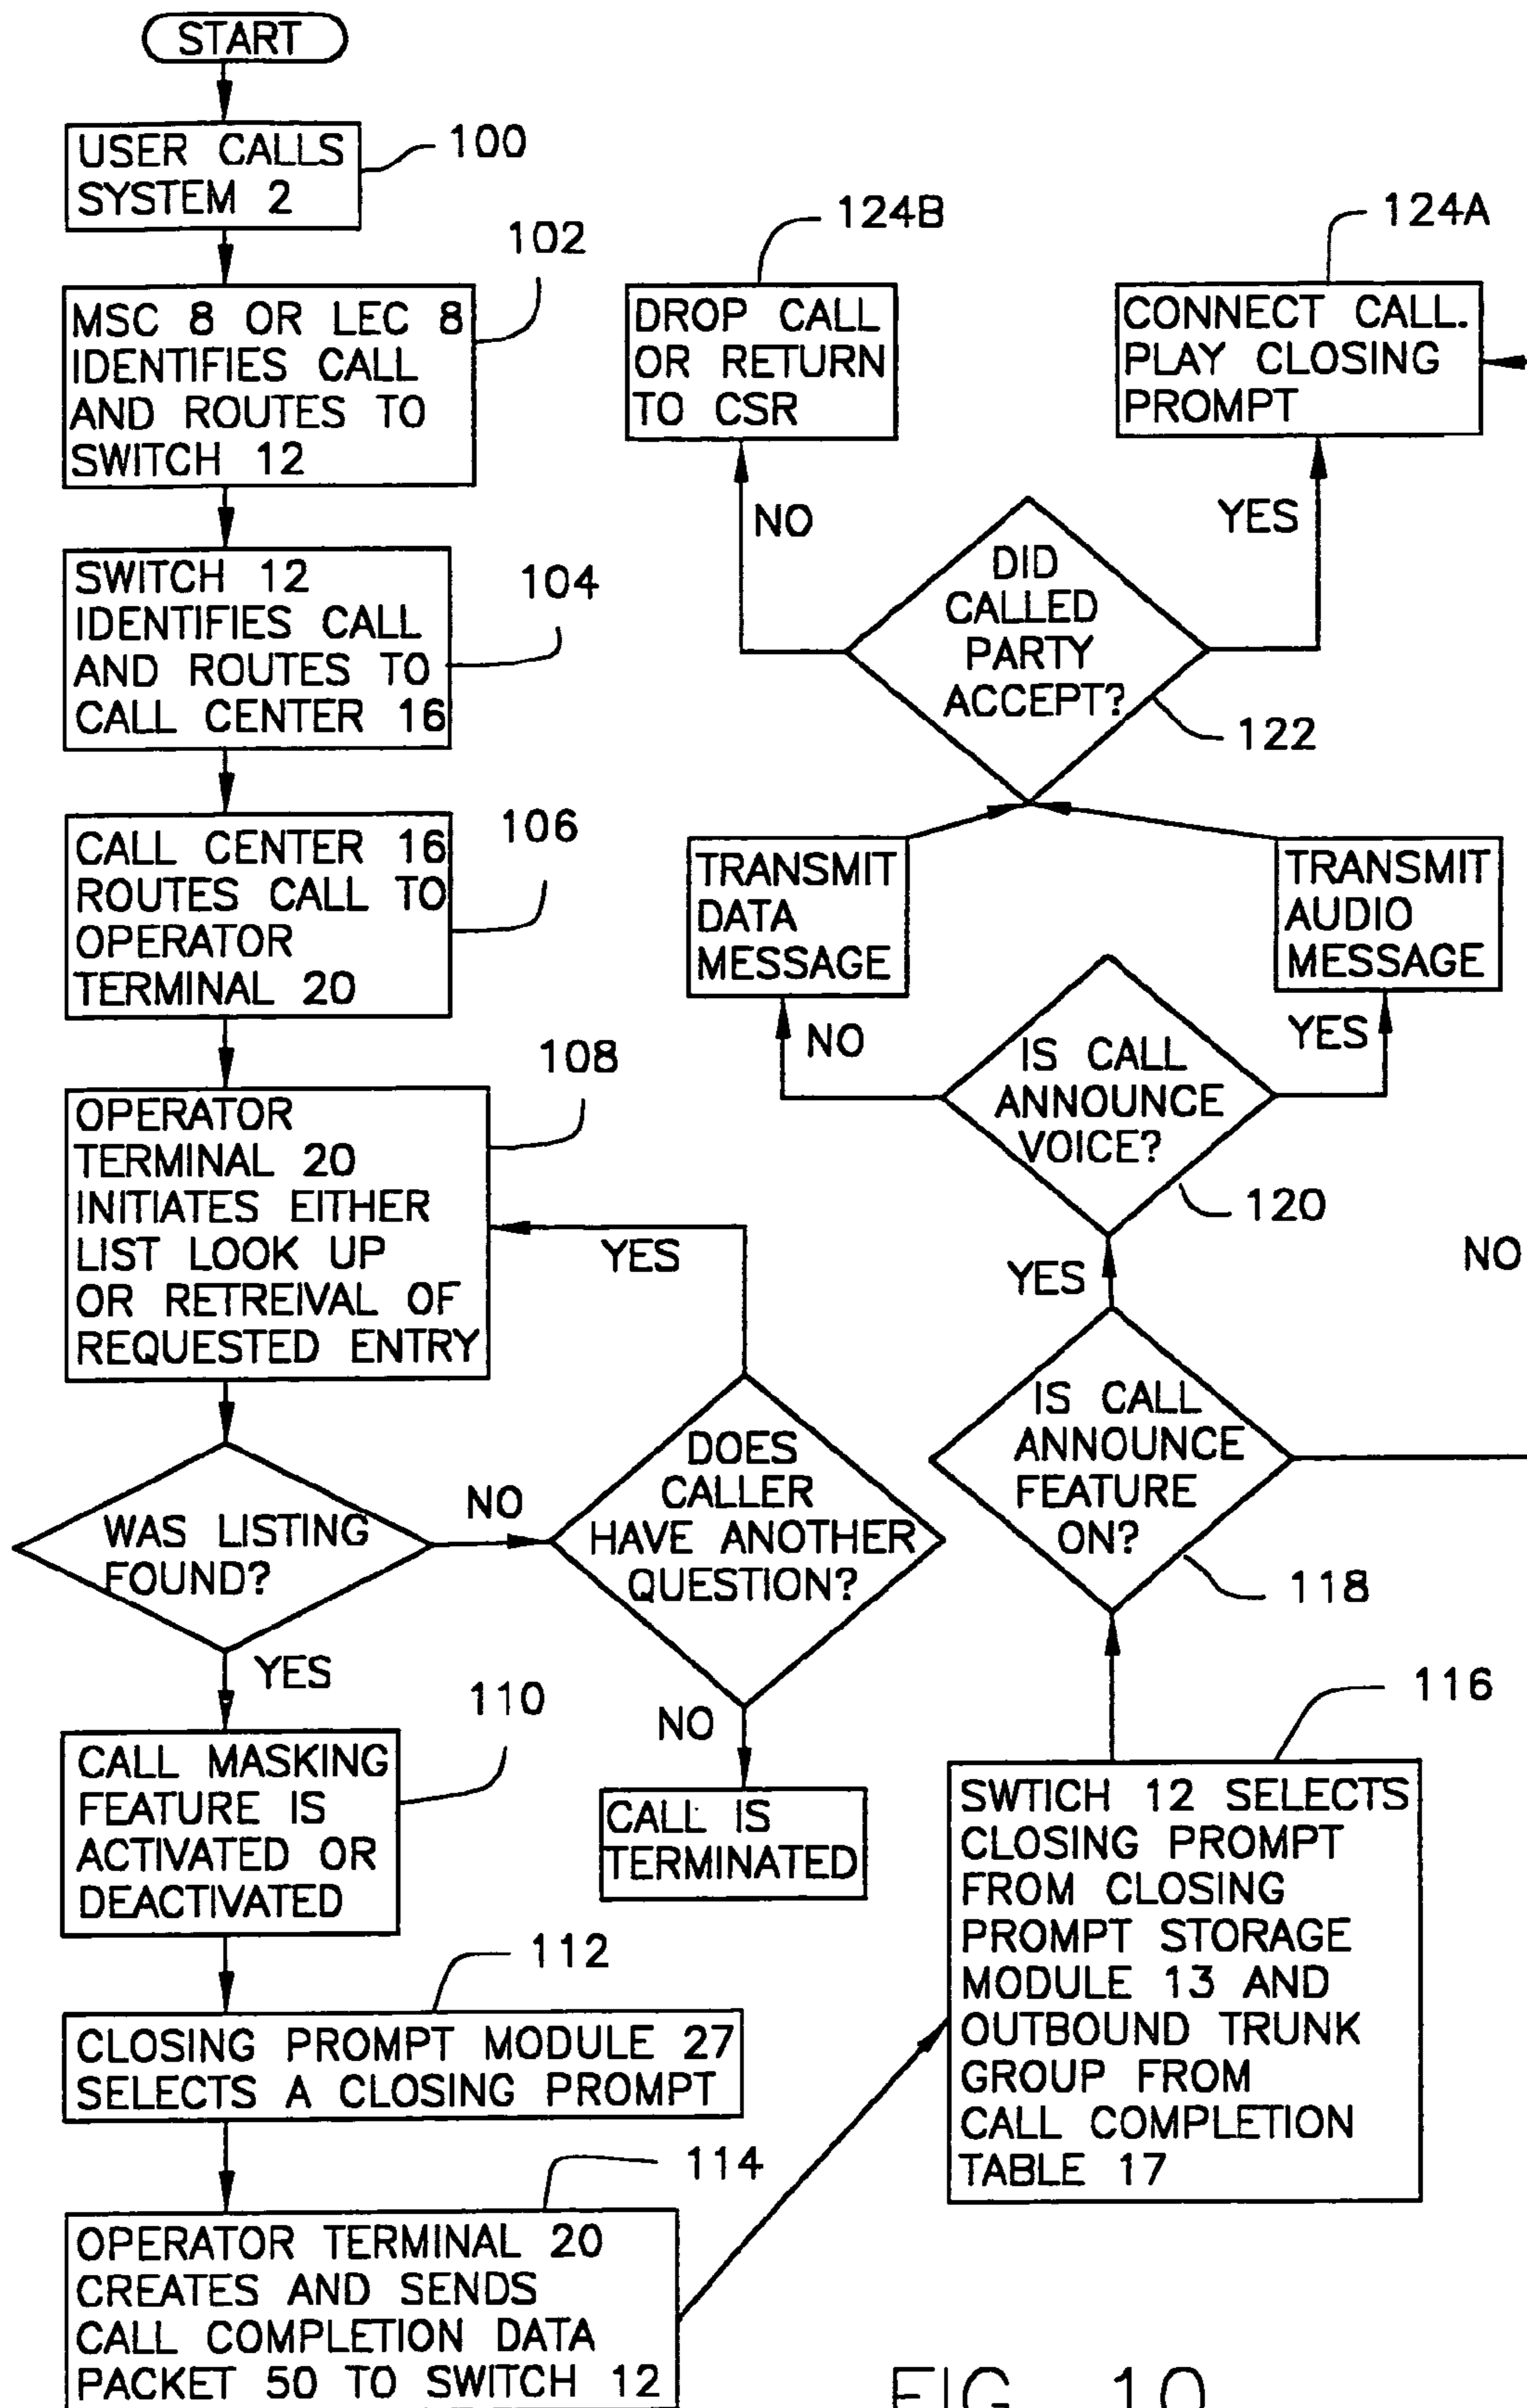 START
USER CALLS
SYSTEM 2
100
102
MSC 8 OR LEC 8
IDENTIFIES CALL
AND ROUTES TO
SWITCH 12
SWITCH 12
IDENTIFIES CALL
AND ROUTES TO
CALL CENTER 16
104
CALL CENTER 16
ROUTES CALL TO
OPERATOR
TERMINAL 20
106
OPERATOR
TERMINAL 20
INITIATES EITHER
LIST LOOK UP
OR RETREIVAL OF
REQUESTED ENTRY
108
WAS LISTING
FOUND?
NO
DOES
CALLER
HAVE ANOTHER
QUESTION?
YES
NO
CALL IS
TERMINATED
YES
CALL MASKING
FEATURE IS
ACTIVATED OR
DEACTIVATED
110
112
CLOSING PROMPT MODULE 27
SELECTS A CLOSING PROMPT
114
OPERATOR TERMINAL 20
CREATES AND SENDS
CALL COMPLETION DATA
PACKET 50 TO SWITCH 12
116
SWTICH 12 SELECTS
CLOSING PROMPT
FROM CLOSING
PROMPT STORAGE
MODULE 13 AND
OUTBOUND TRUNK
GROUP FROM
CALL COMPLETION
TABLE 17
IS CALL
ANNOUNCE
FEATURE
ON?
118
NO
YES
IS CALL
ANNOUNCE
VOICE?
120
NO
YES
TRANSMIT
DATA
MESSAGE
TRANSMIT
AUDIO
MESSAGE
DID
CALLED
PARTY
ACCEPT?
122
NO
YES
124B
DROP CALL
OR RETURN
TO CSR
124A
CONNECT CALL.
PLAY CLOSING
PROMPT
FIG. 10